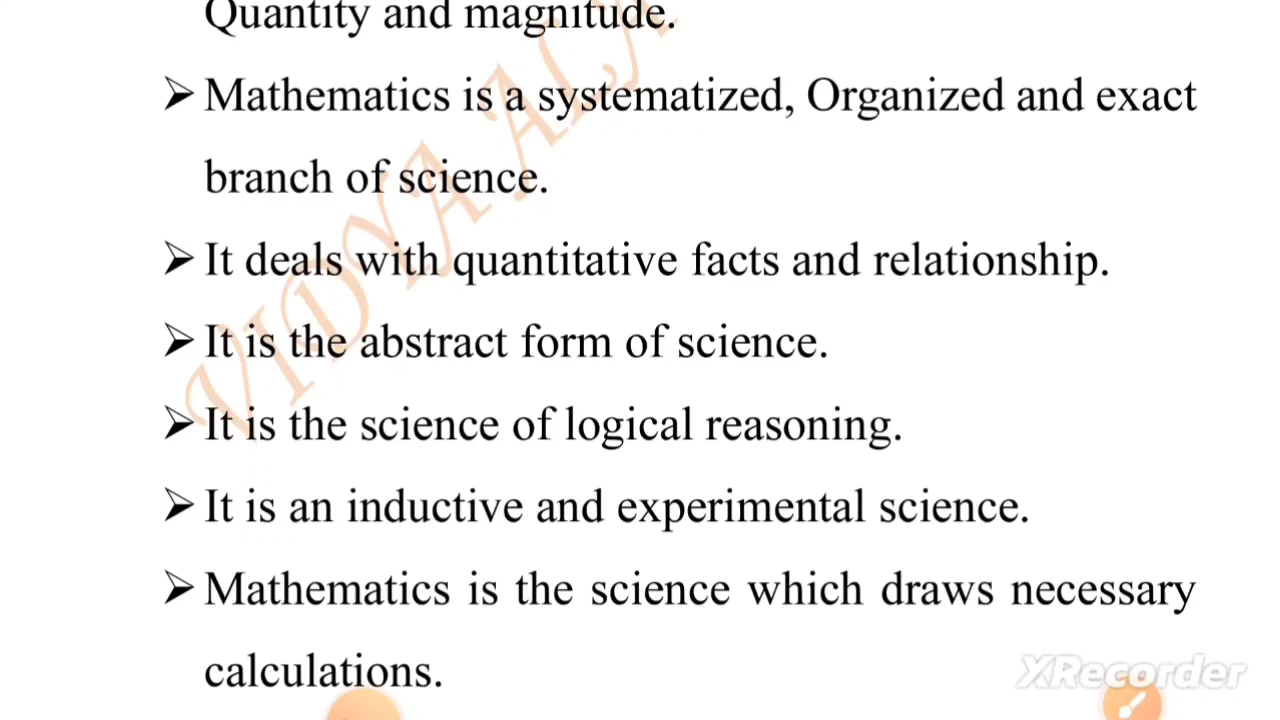 Quantity and magnitude.
➤ Mathematics is a systematized, Organized and exact
branch of science.
➤ It deals with quantitative facts and relationship.
➤ It is the abstract form of science.
➤ It is the science of logical reasoning.
➤ It is an inductive and experimental science.
➤ Mathematics is the science which draws necessary
calculations.
XRecorder